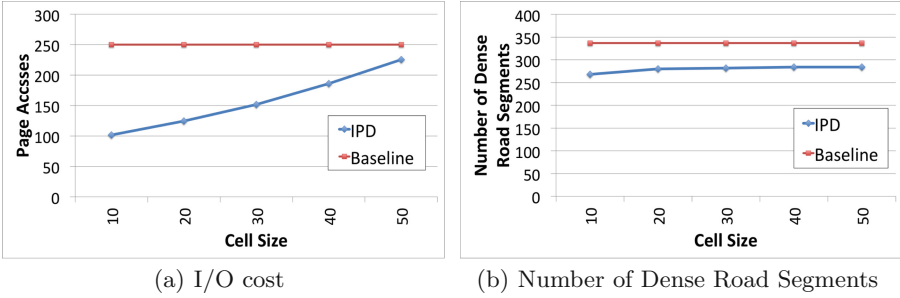 300
250
200
150
100
50
0
Page Accsses
10 20 30 40 50
Cell Size
IPD
Baseline
(a) I/O cost
400
350
300
250
200
150
100
50
0
Number of Dense
Road Segments
10 20 30 40 50
Cell Size
IPD
Baseline
(b) Number of Dense Road Segments